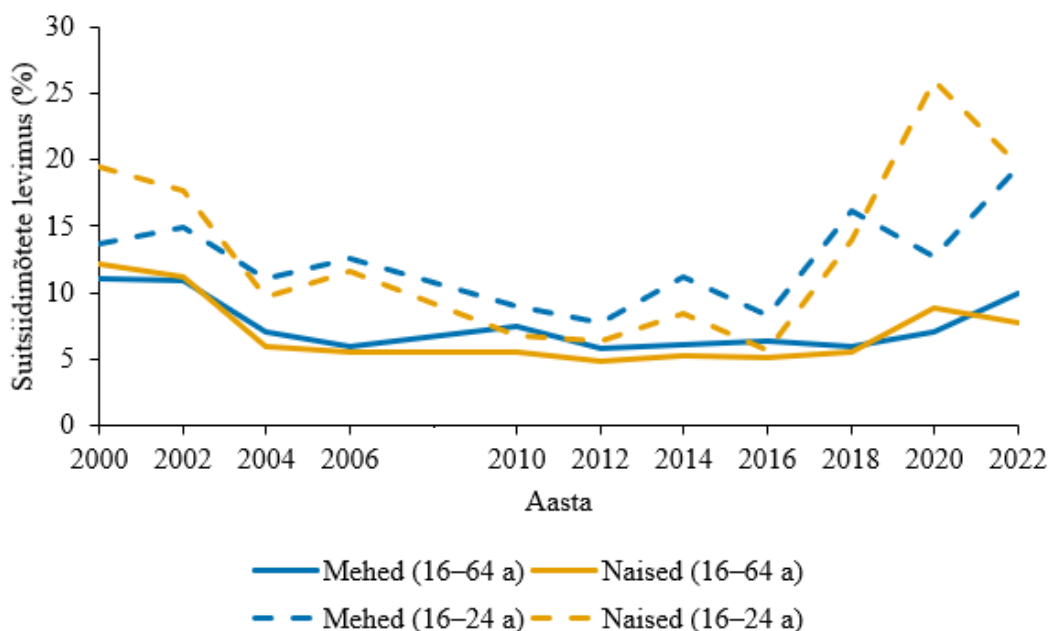 Suitsiidimõtete levimus (%)
30
25
20
15
10
5
0
2000 2002 2004 2006 2010 2012 2014 2016 2018 2020 2022
Aasta
Mehed (16–64 a) Naised (16–64 a)
Mehed (16–24 a) Naised (16–24 a)